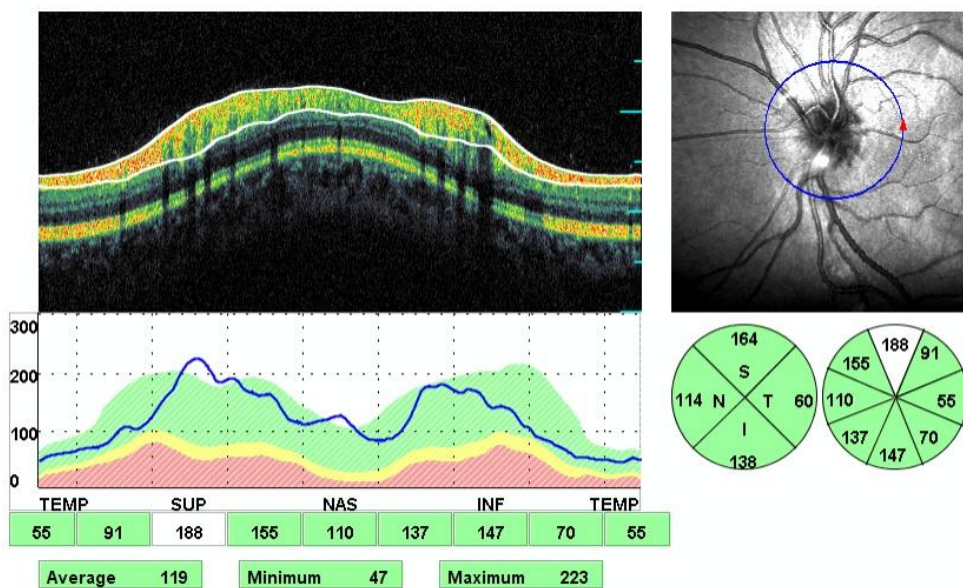 300
200
100
0
TEMP SUP NAS INF TEMP
55 91 188 155 110 137 147 70 55
Average 119 Minimum 47 Maximum 223
164
S
114 N T 60
I
138
188
155 91
110 55
137 70
147